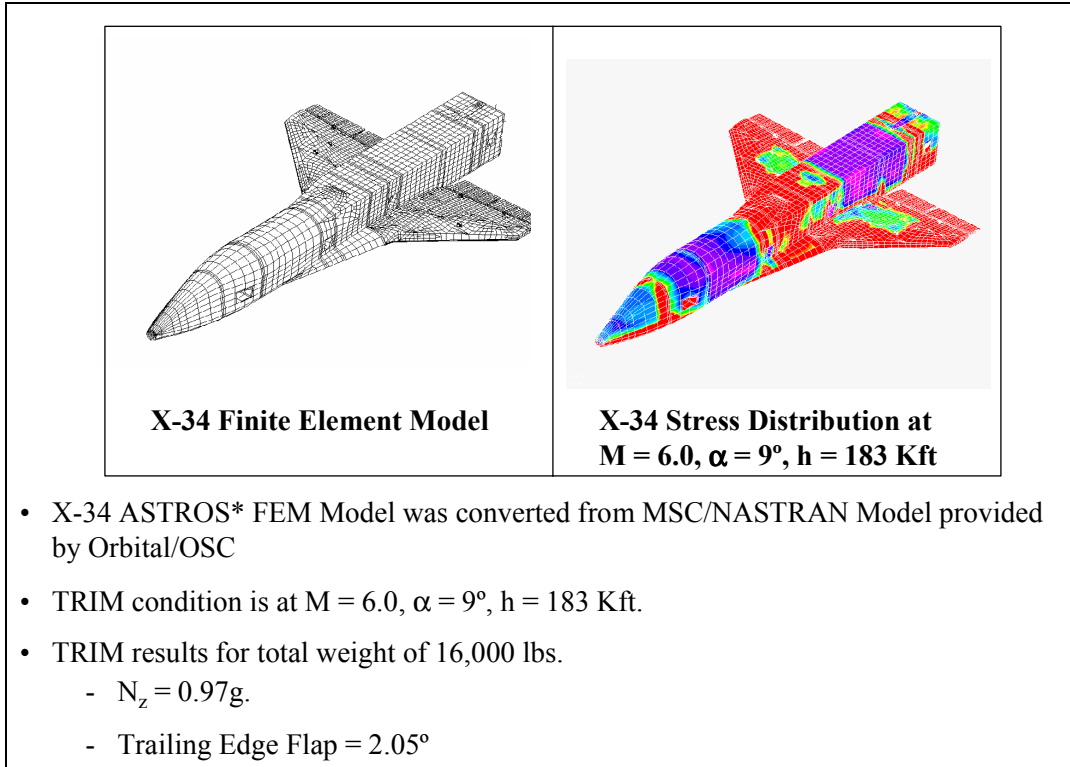 X-34 Finite Element Model
X-34 Stress Distribution at
M = 6.0, α = 9º, h = 183 Kft
• X-34 ASTROS* FEM Model was converted from MSC/NASTRAN Model provided
by Orbital/OSC
• TRIM condition is at M = 6.0, α = 9º, h = 183 Kft.
• TRIM results for total weight of 16,000 lbs.
- Nz = 0.97g.
- Trailing Edge Flap = 2.05º